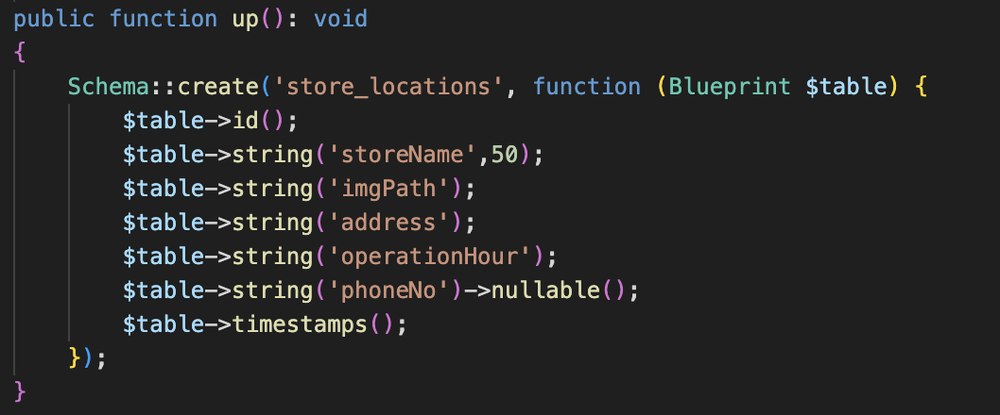 public function up(): void
{
    Schema::create('store_locations', function (Blueprint $table) {
        $table->id();
        $table->string('storeName',50);
        $table->string('imgPath');
        $table->string('address');
        $table->string('operationHour');
        $table->string('phoneNo')->nullable();
        $table->timestamps();
    });
}